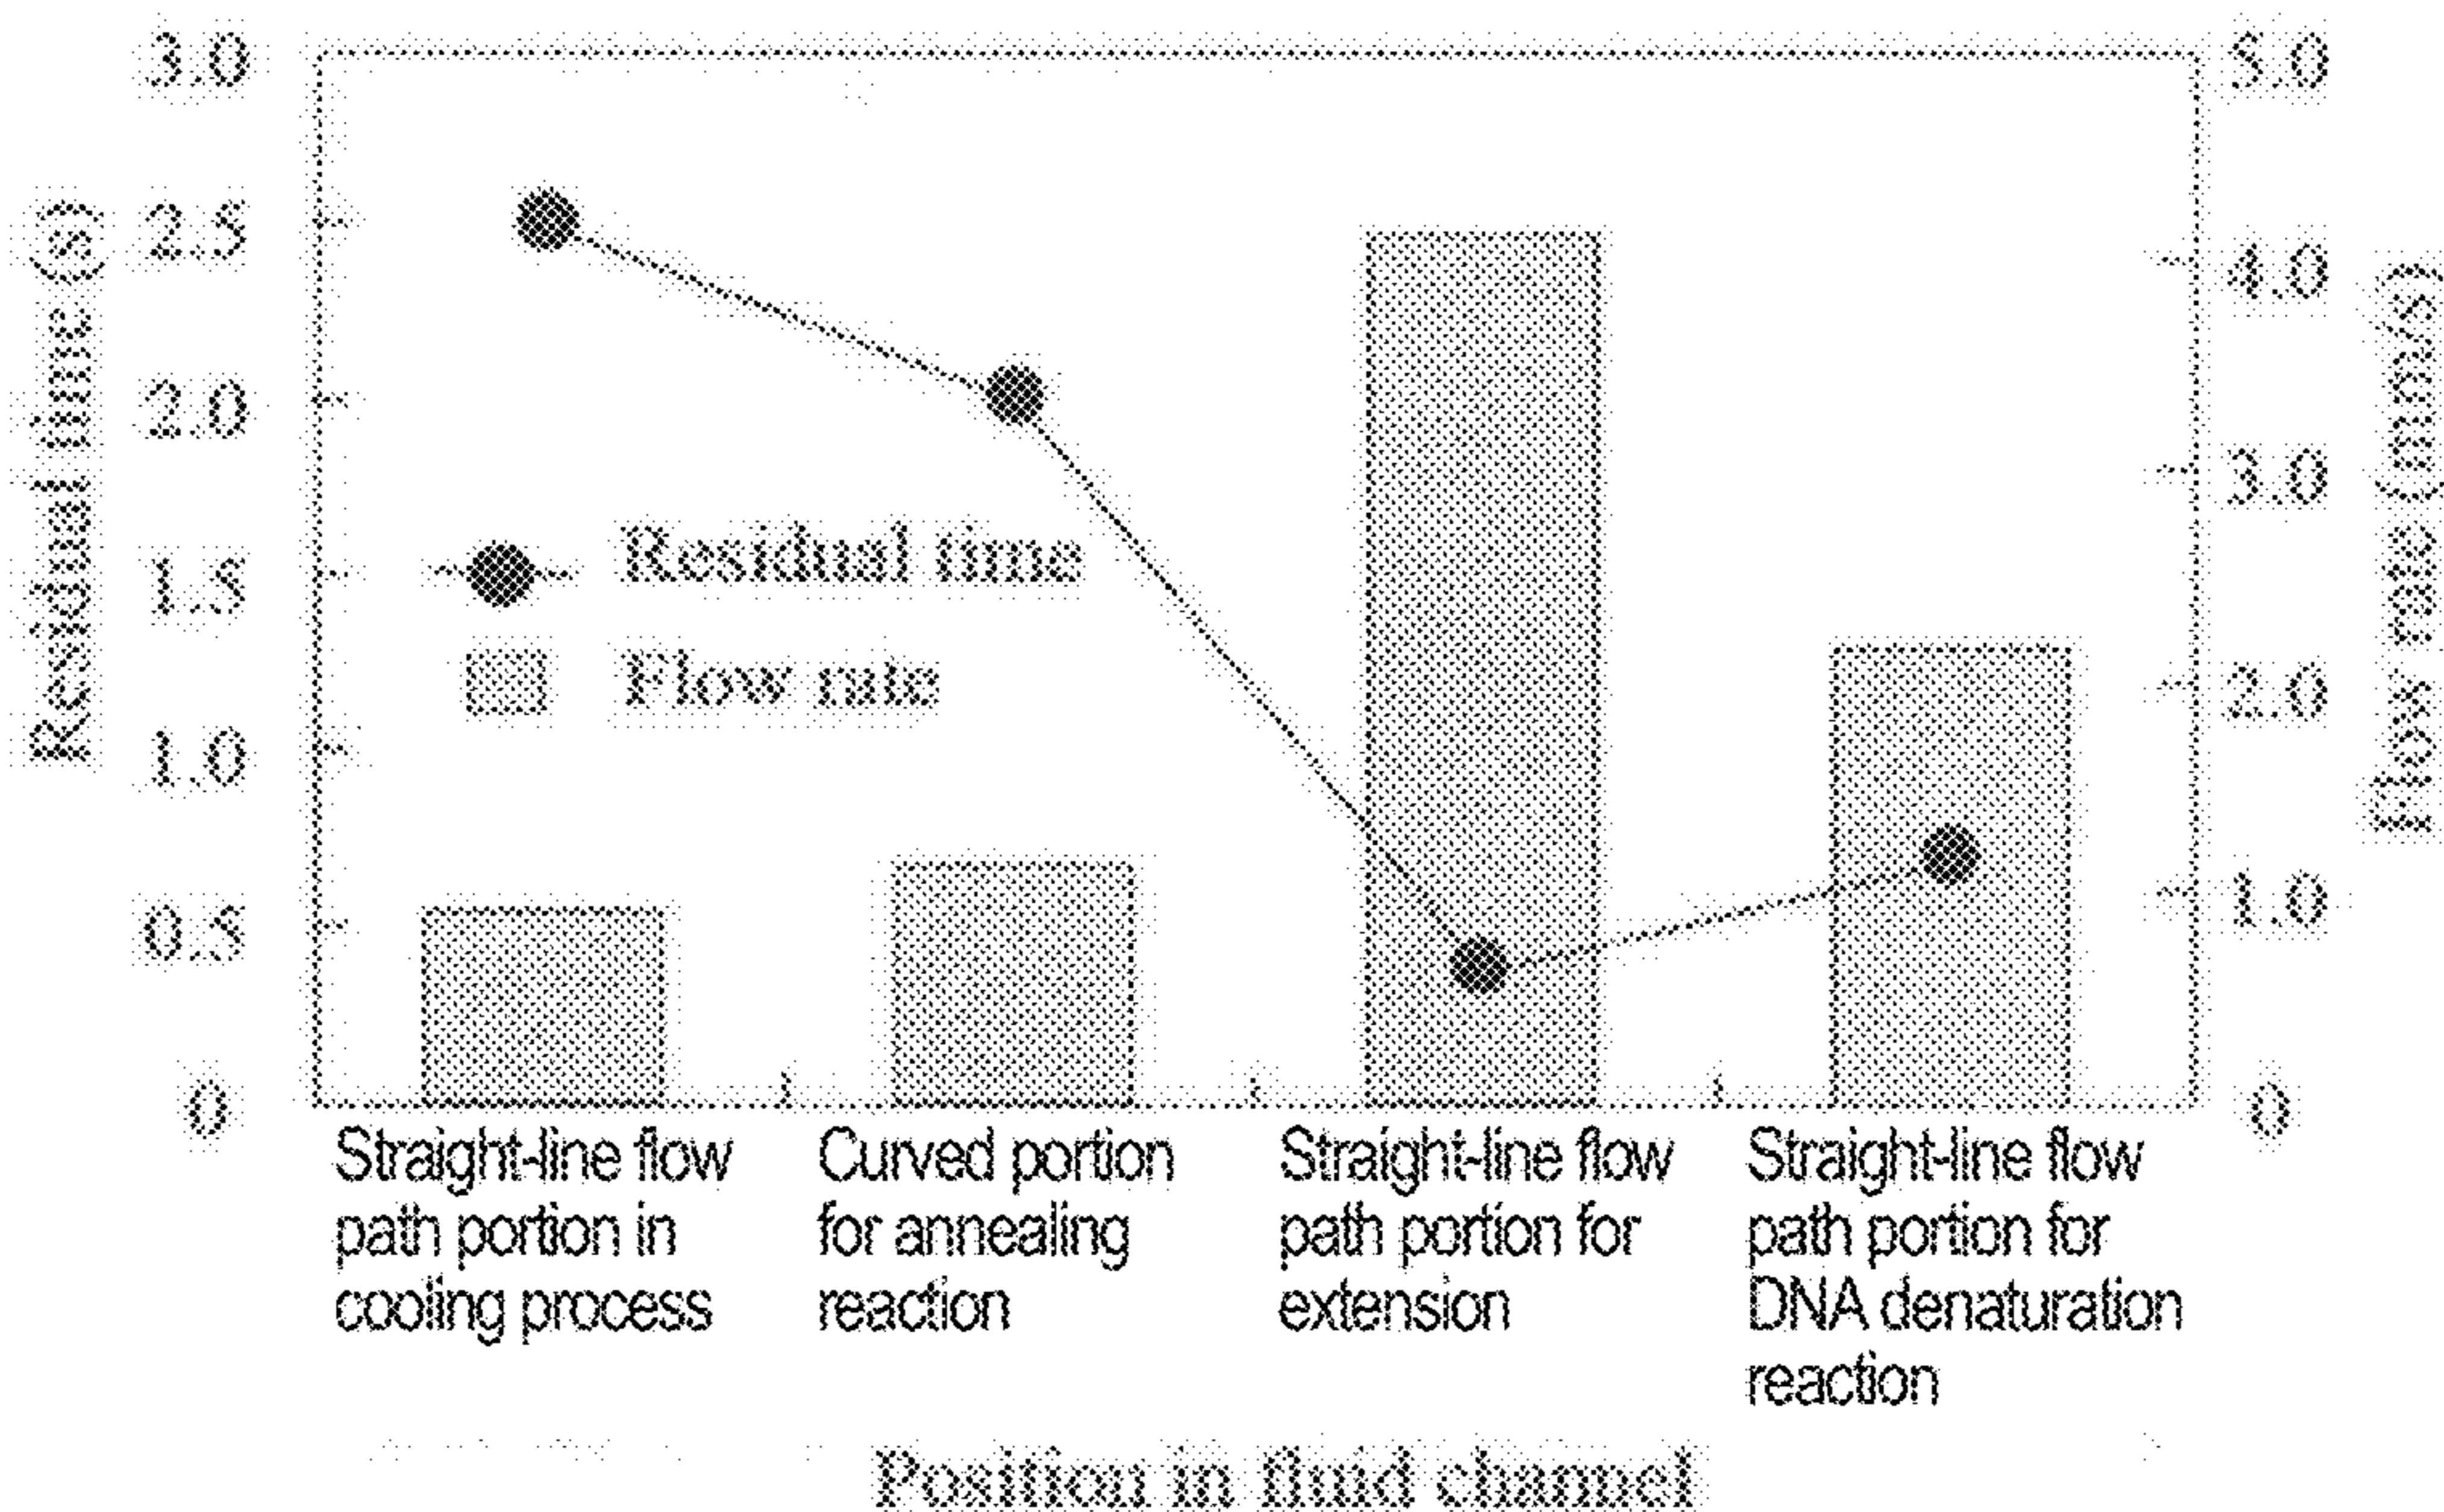 Residual time (s)
3.0
2.5
2.0
1.5
1.0
0.5
0
Residual time
Flow rate
5.0
4.0
3.0
2.0
1.0
0
Flow rate (mm/s)
Straight-line flow
path portion in
cooling process
Curved portion
for annealing
reaction
Straight-line flow
path portion for
extension
Straight-line flow
path portion for
DNA denaturation
reaction
Position in fluid channel